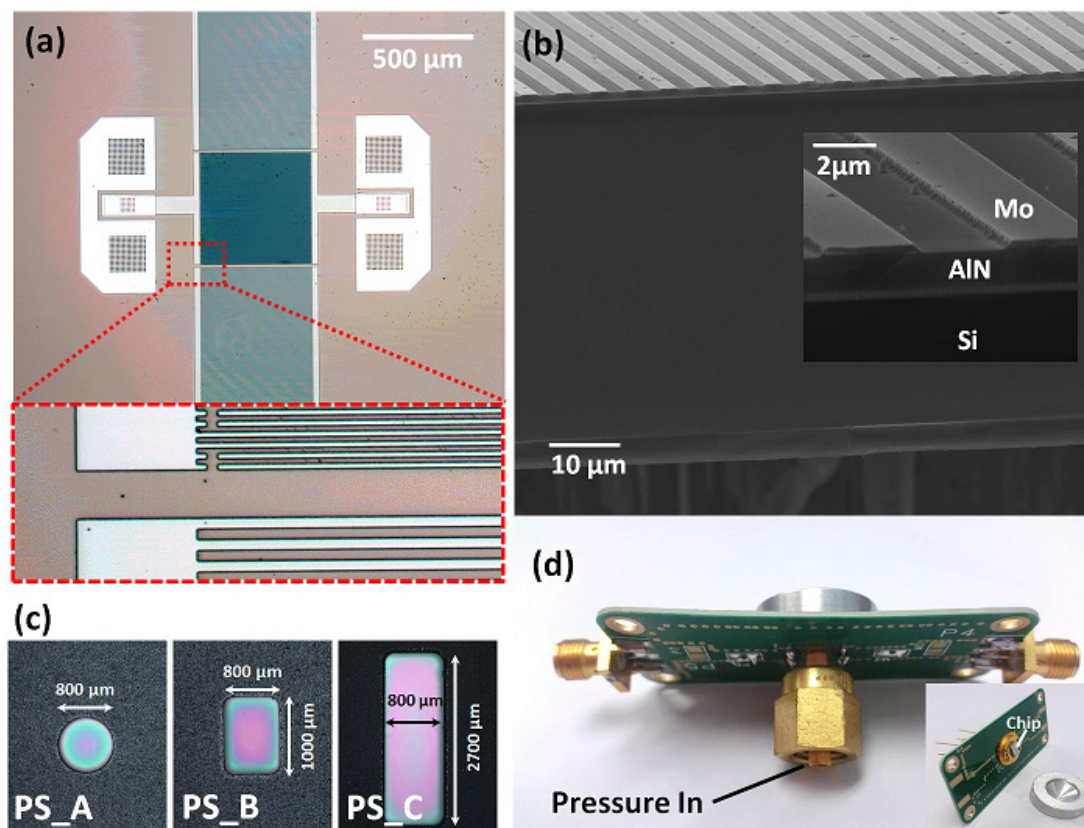 (a)
500 μm
(b)
2μm
Mo
AlN
Si
10 μm
(c)
800 μm
PS_A
800 μm
1000 μm
PS_B
800 μm
2700 μm
PS_C
(d)
P4
Chip
Pressure In